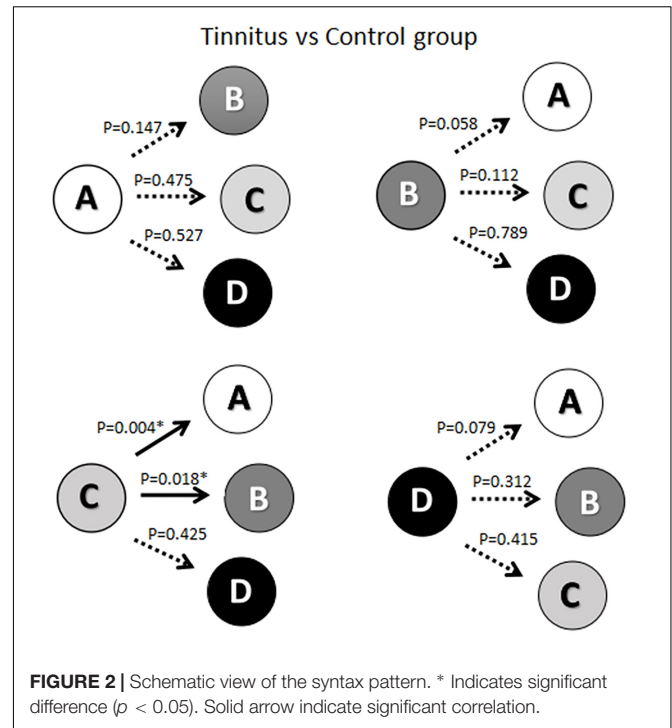 Tinnitus vs Control group
B
P=0.147
A
P=0.475
C
P=0.527
D
A
P=0.058
B
P=0.112
C
P=0.789
D
A
P=0.004*
C
P=0.018*
B
P=0.425
D
A
P=0.079
D
P=0.312
B
P=0.415
C
FIGURE 2 | Schematic view of the syntax pattern. * Indicates significant
difference (p < 0.05). Solid arrow indicate significant correlation.